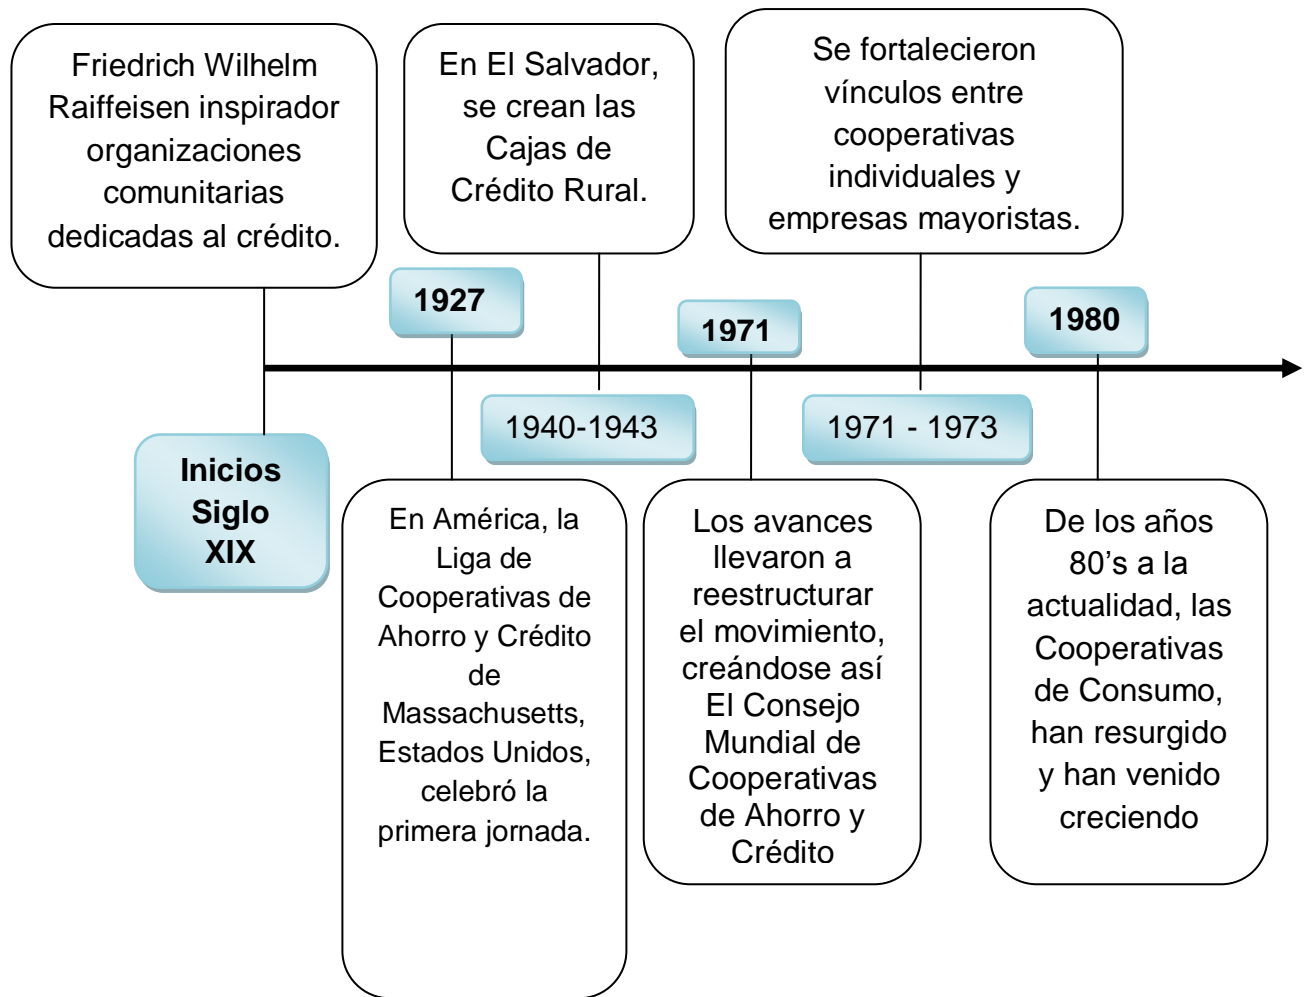 Friedrich Wilhelm
Raiffeisen inspirador
organizaciones
comunitarias
dedicadas al crédito.
En El Salvador,
se crean las
Cajas de
Crédito Rural.
Se fortalecieron
vínculos entre
cooperativas
individuales y
empresas mayoristas.
1927
1971
1980
1940-1943
1971 - 1973
Inicios
Siglo
XIX
En América, la
Liga de
Cooperativas de
Ahorro y Crédito
de
Massachusetts,
Estados Unidos,
celebró la
primera jornada.
Los avances
llevaron a
reestructurar
el movimiento,
creándose así
El Consejo
Mundial de
Cooperativas
de Ahorro y
Crédito
De los años
80’s a la
actualidad, las
Cooperativas
de Consumo,
han resurgido
y han venido
creciendo